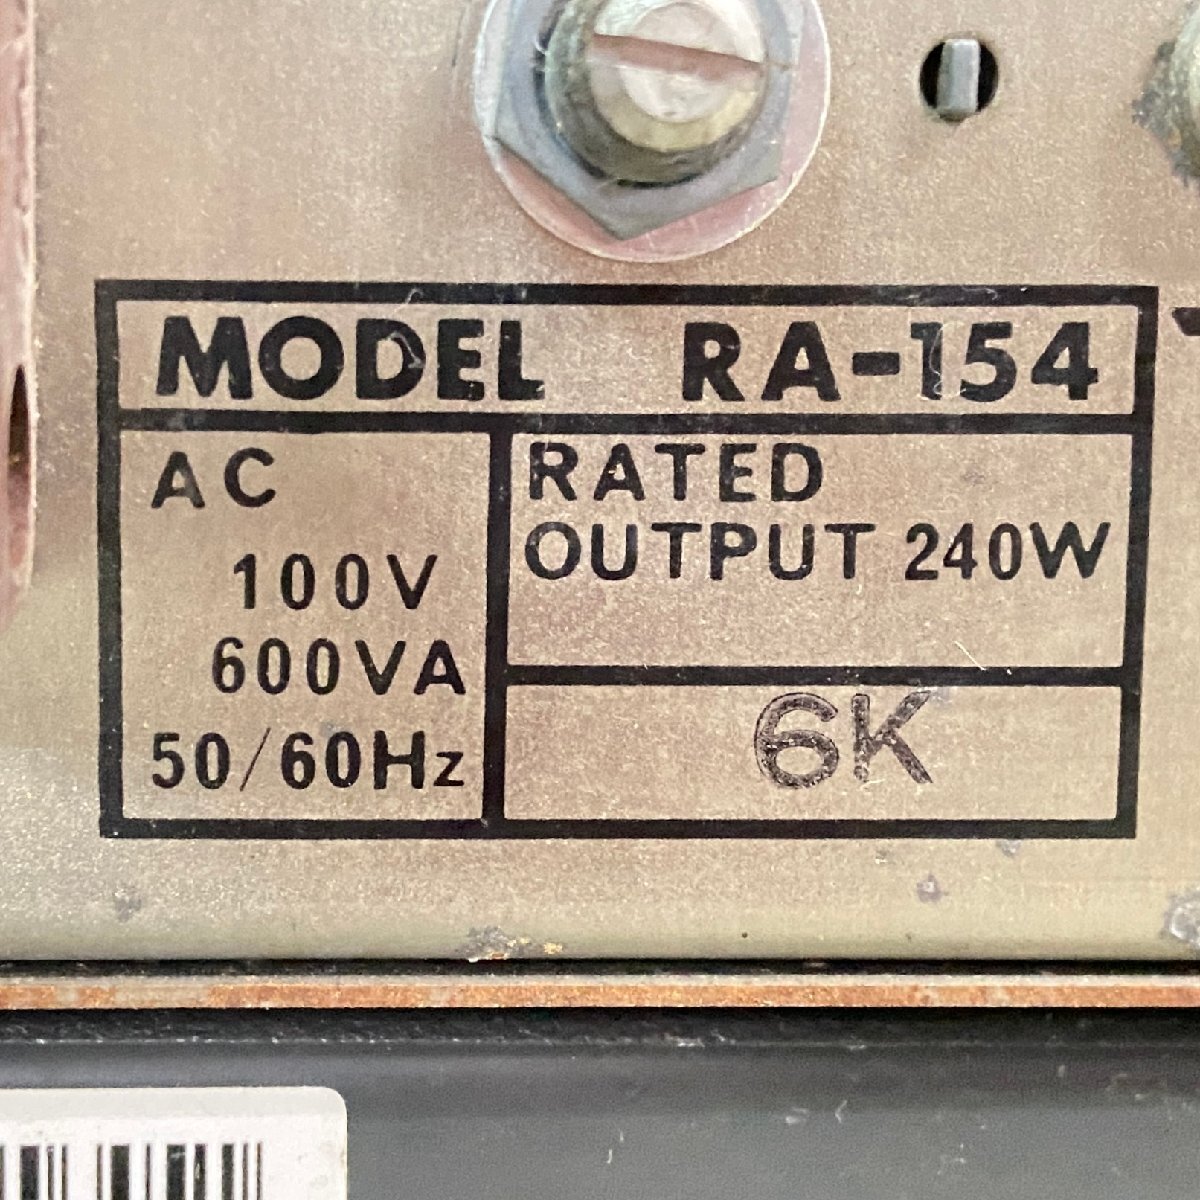 MODEL RA-154
AC
100V
600VA
50/60Hz
RATED
OUTPUT 240W
6K